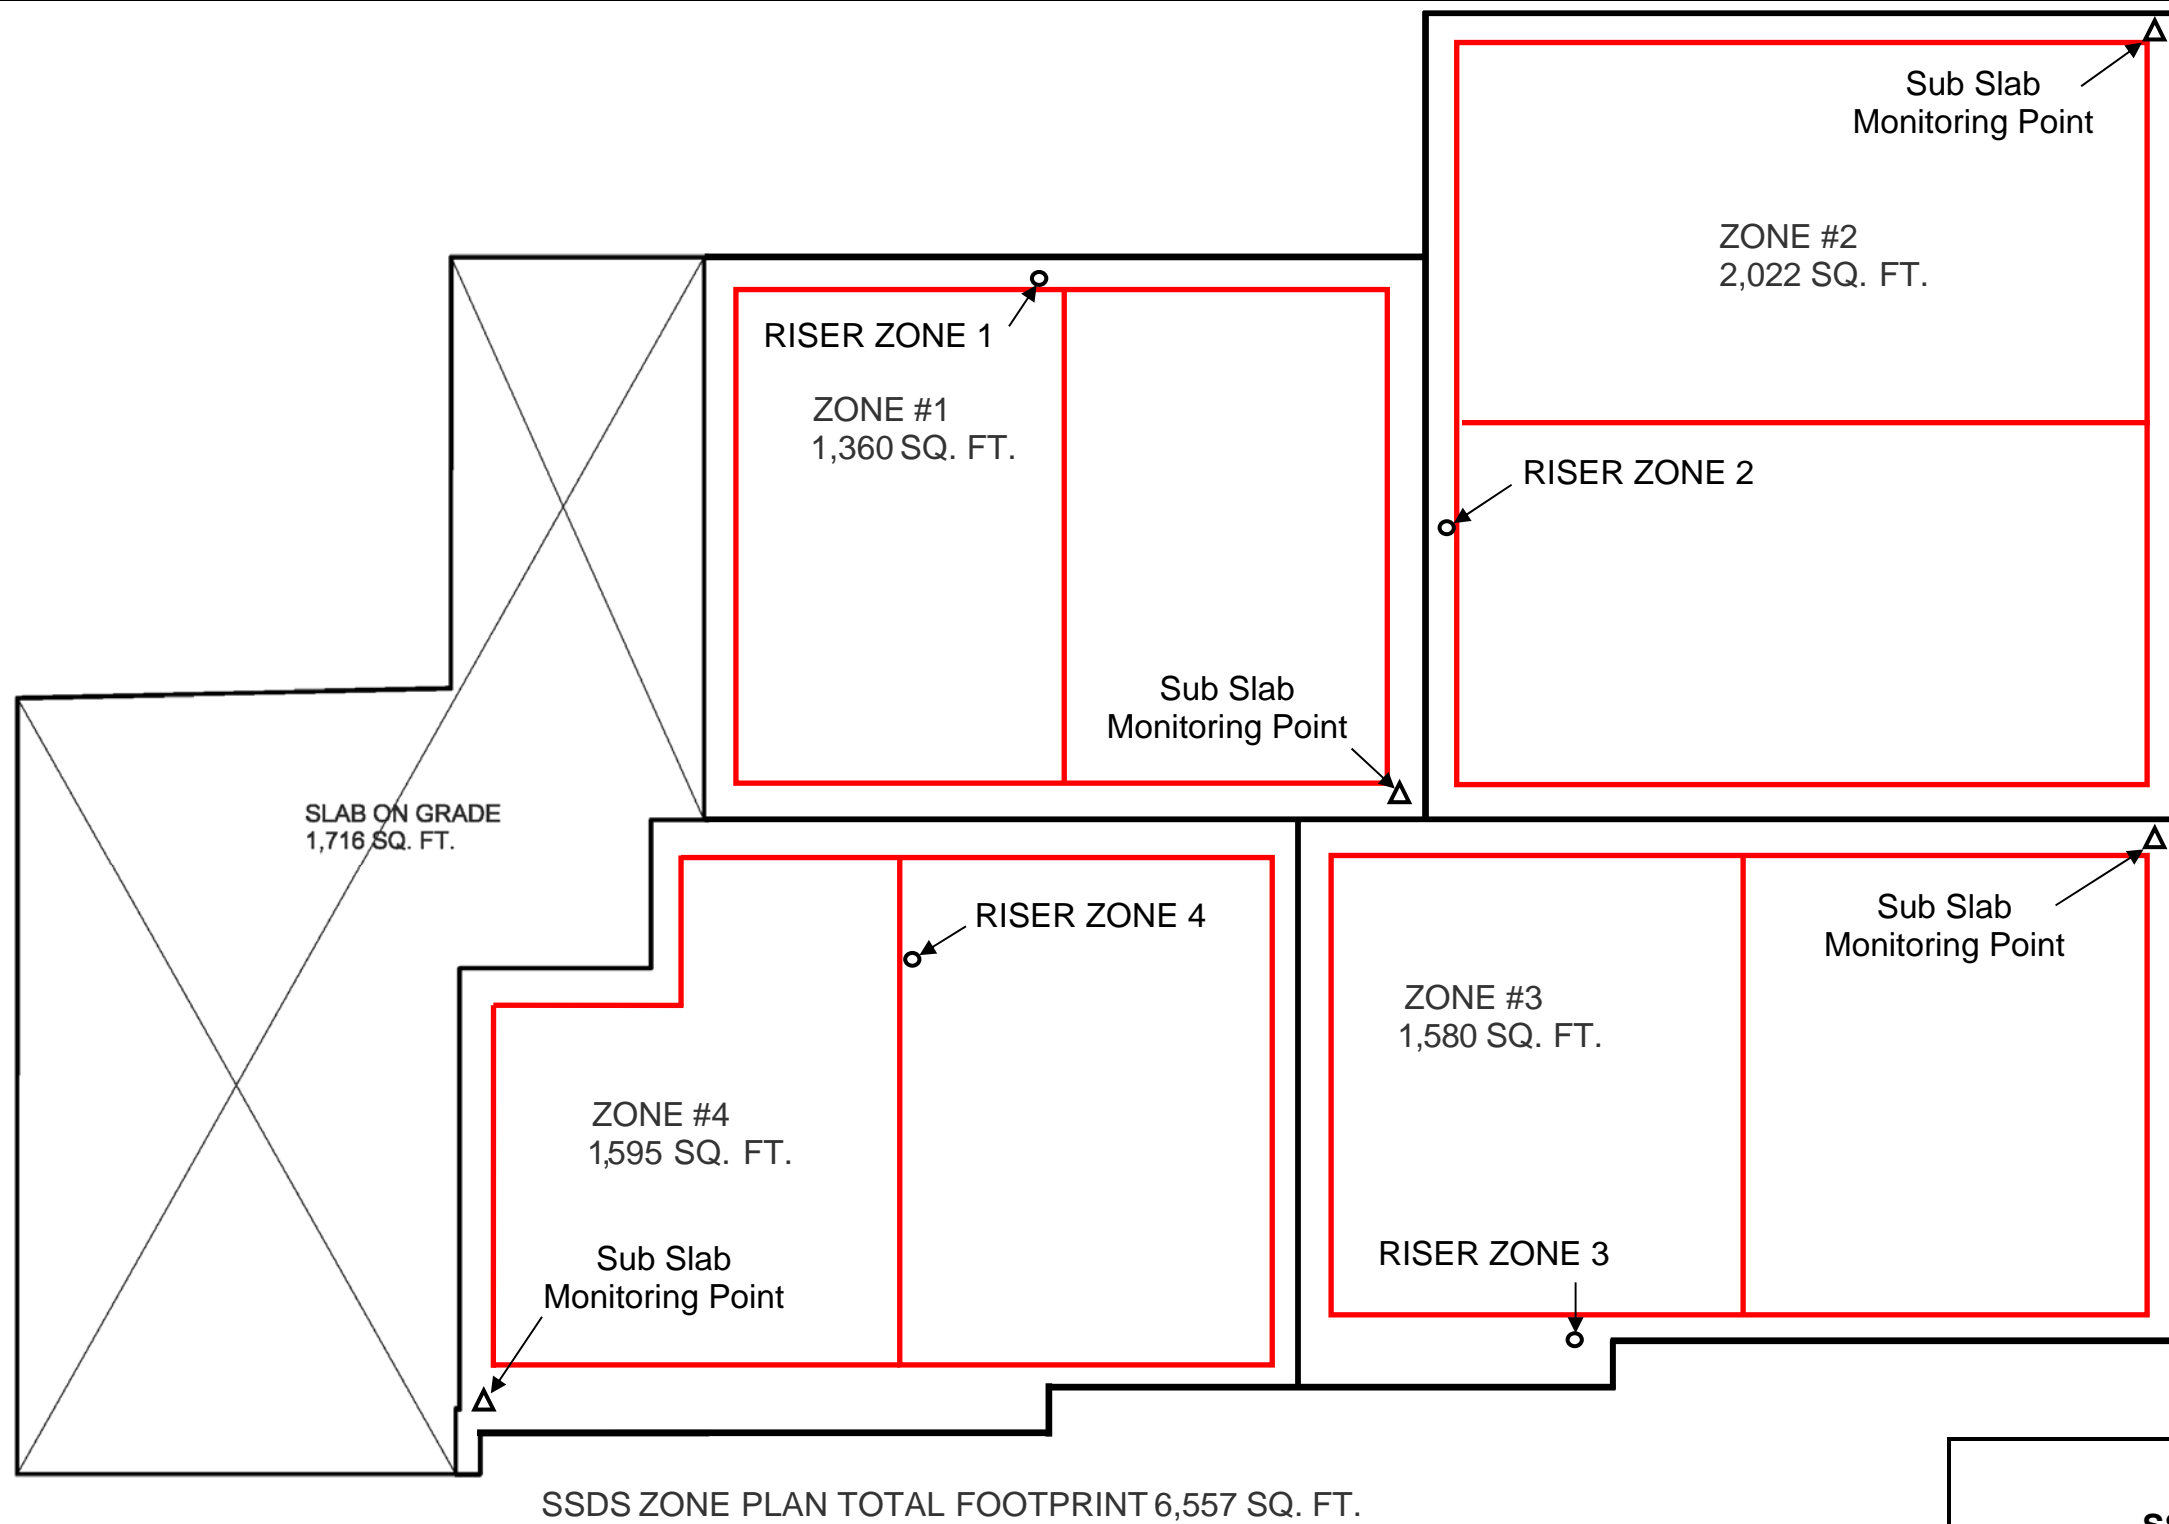 Sub Slab
Monitoring Point
ZONE #2
2,022 SQ. FT.
RISER ZONE 1
ZONE #1
1,360 SQ. FT.
RISER ZONE 2
Sub Slab
Monitoring Point
SLAB ON GRADE
1,716 SQ. FT.
RISER ZONE 4
Sub Slab
Monitoring Point
ZONE #3
1,580 SQ. FT.
ZONE #4
1,595 SQ. FT.
RISER ZONE 3
Sub Slab
Monitoring Point
SSDS ZONE PLAN TOTAL FOOTPRINT 6,557 SQ. FT.